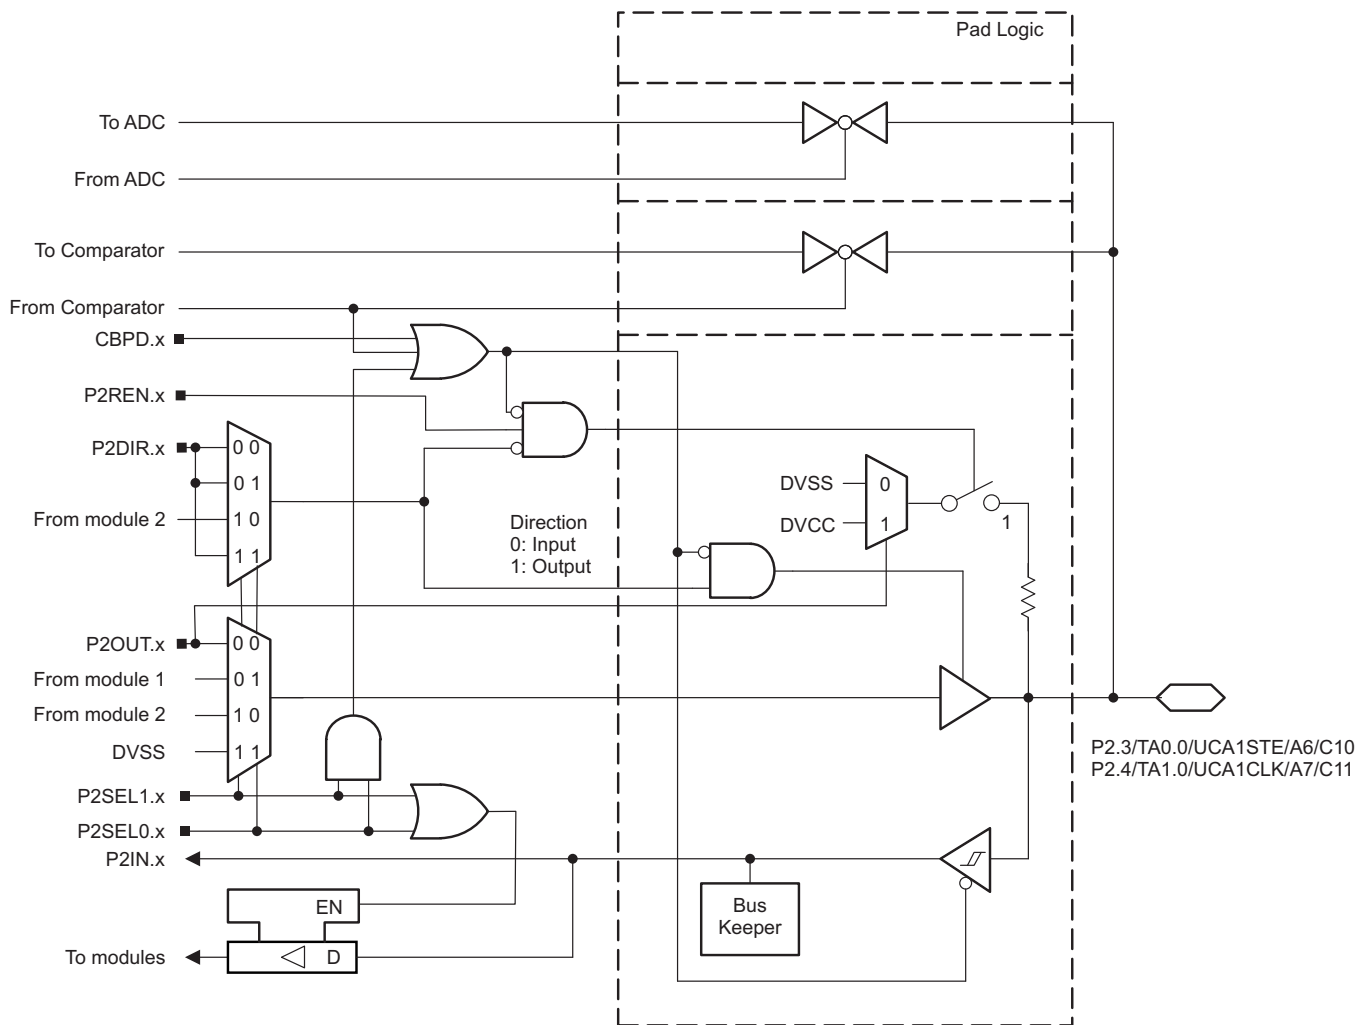 Pad Logic
To ADC
From ADC
To Comparator
From Comparator
CBPD.x
P2REN.x
P2DIR.x
0 0
0 1
From module 2
1 0
1 1
Direction
0: Input
1: Output
DVSS
0
DVCC
1
1
P2OUT.x
0 0
From module 1
0 1
From module 2
1 0
DVSS
1 1
P2.3/TA0.0/UCA1STE/A6/C10
P2.4/TA1.0/UCA1CLK/A7/C11
P2SEL1.x
P2SEL0.x
P2IN.x
EN
Bus
Keeper
To modules
D